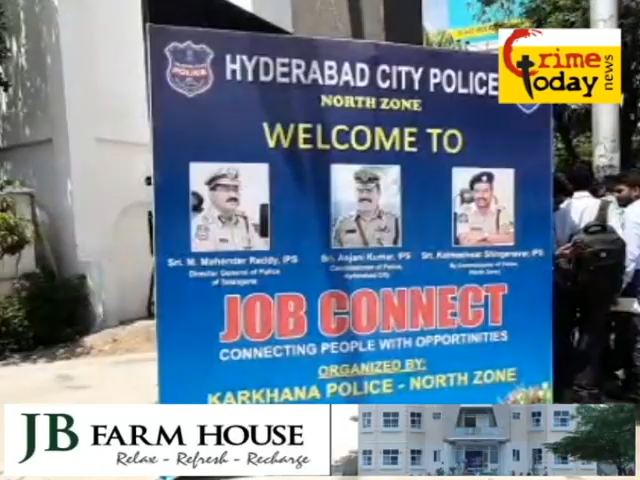 Crime
today
news
POLICE
HYDERABAD CITY POLICE
NORTH ZONE
WELCOME TO
Sri. M. Mahender Reddy, IPS
Director General of Police
of Telangana
Sri. Anjani Kumar, IPS
Commissioner of Police,
Hyderabad City
Sri. Kalmeshwar Shingenavar, IPS
Dy Commissioner of Police
(North Zone)
JOB CONNECT
CONNECTING PEOPLE WITH OPPORTINITIES
ORGANIZED BY:
KARKHANA POLICE - NORTH ZONE
JB FARM HOUSE
Relax - Refresh - Recharge